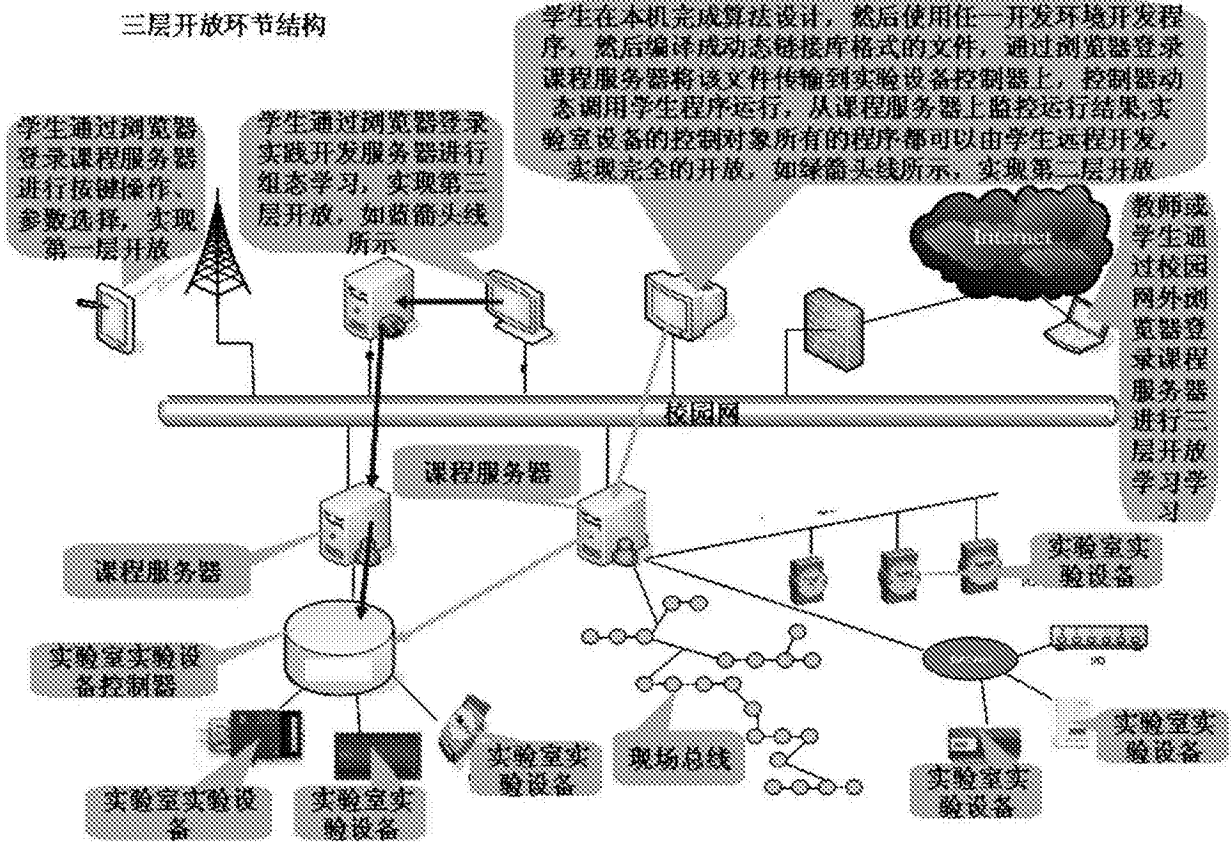 三层开放环节结构
学生在本机完成算法设计，然后使用任一开发环境开发程
序，然后编译成动态链接库格式的文件，通过浏览器登录
课程服务器将该文件传输到实验设备控制器上，控制器动
态调用学生程序运行，从课程服务器上监控运行结果;实
验室设备的控制对象所有的程序都可以由学生远程开发，
实现完全的开放，如绿箭头线所示，实现第三层开放
学生通过浏览器
登录课程服务器
进行按键操作、
参数选择，实现
第一层开放
学生通过浏览器登录
实践开发服务器进行
组态学习，实现第二
层开放，如蓝箭头线
所示
Internet
教师或
学生通
过校园
网外浏
览器登
录课程
服务器
进行三
层开放
学习学
习
校园网
课程服务器
课程服务器
实验室实
验设备
实验室实验设
备控制器
实验室实验设
备
实验室实
验设备
实验室实
验设备
现场总线
实验室实
验设备
实验室实
验设备